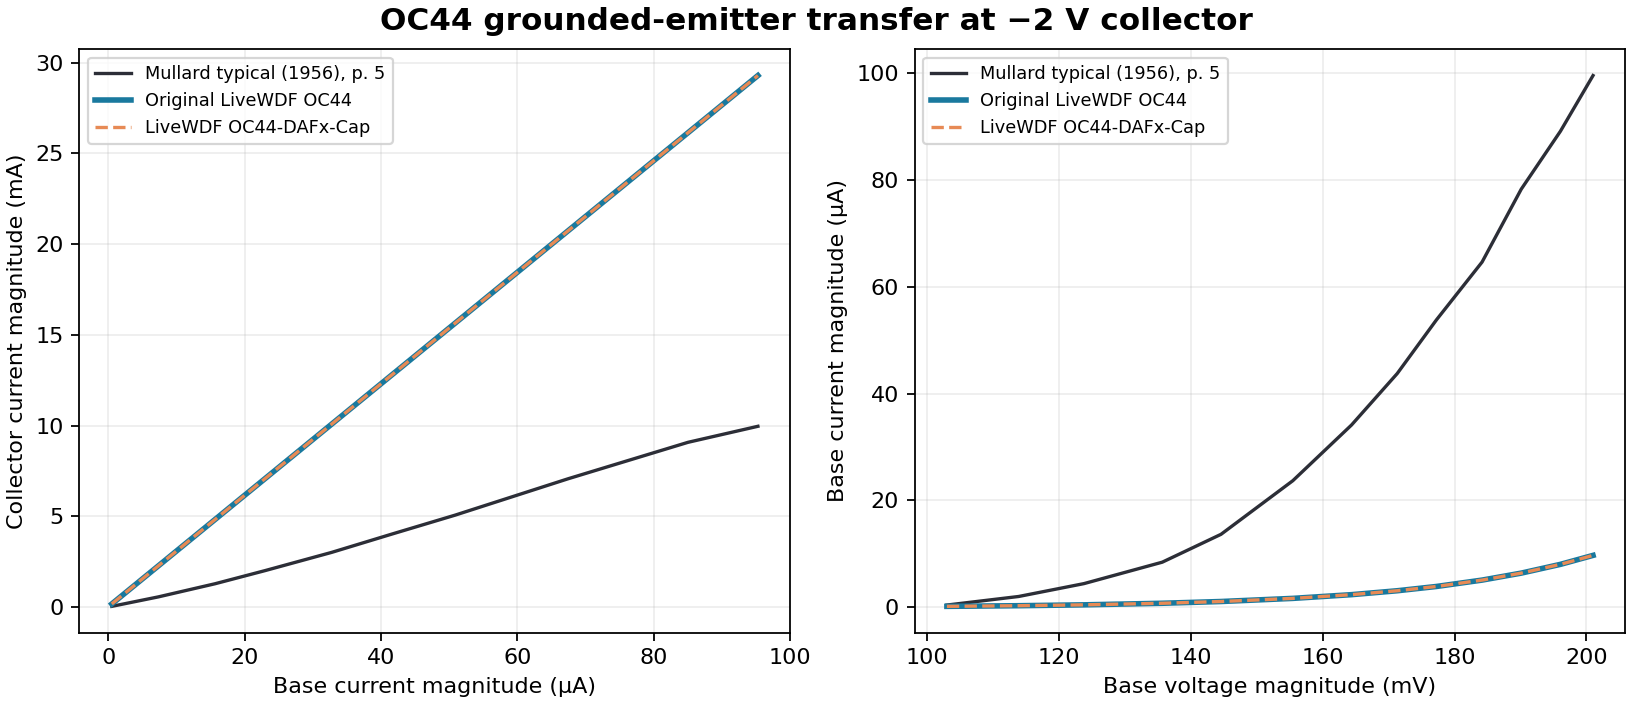 OC44 grounded-emitter transfer at −2 V collector
Mullard typical (1956), p. 5
Original LiveWDF OC44
LiveWDF OC44-DAFx-Cap
30
25
20
15
10
5
0
Collector current magnitude (mA)
0
20
40
60
80
100
Base current magnitude (µA)
Mullard typical (1956), p. 5
Original LiveWDF OC44
LiveWDF OC44-DAFx-Cap
100
80
60
40
20
0
Base current magnitude (µA)
100
120
140
160
180
200
Base voltage magnitude (mV)